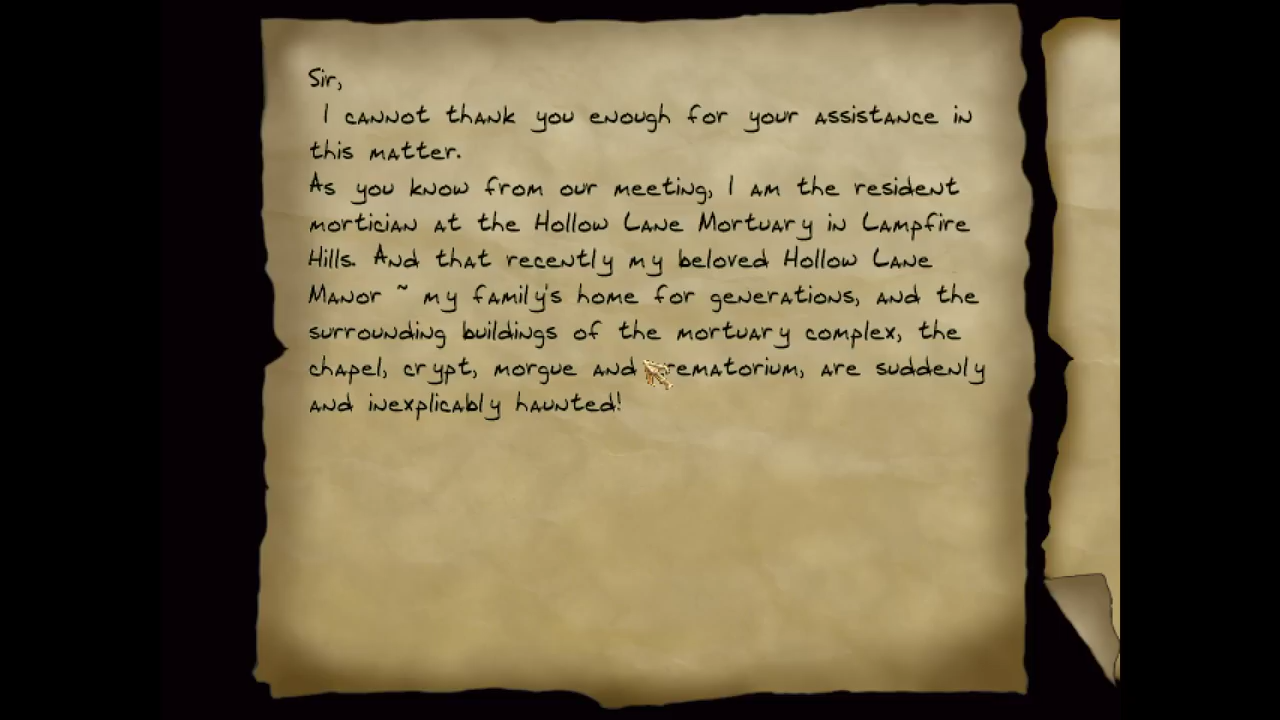 Sir,
I cannot thank you enough for your assistance in
this matter.
As you know from our meeting, I am the resident
mortician at the Hollow Lane Mortuary in Lampfire
Hills. And that recently my beloved Hollow Lane
Manor ~ my family's home for generations, and the
surrounding buildings of the mortuary complex, the
chapel, crypt, morgue and crematorium, are suddenly
and inexplicably haunted!